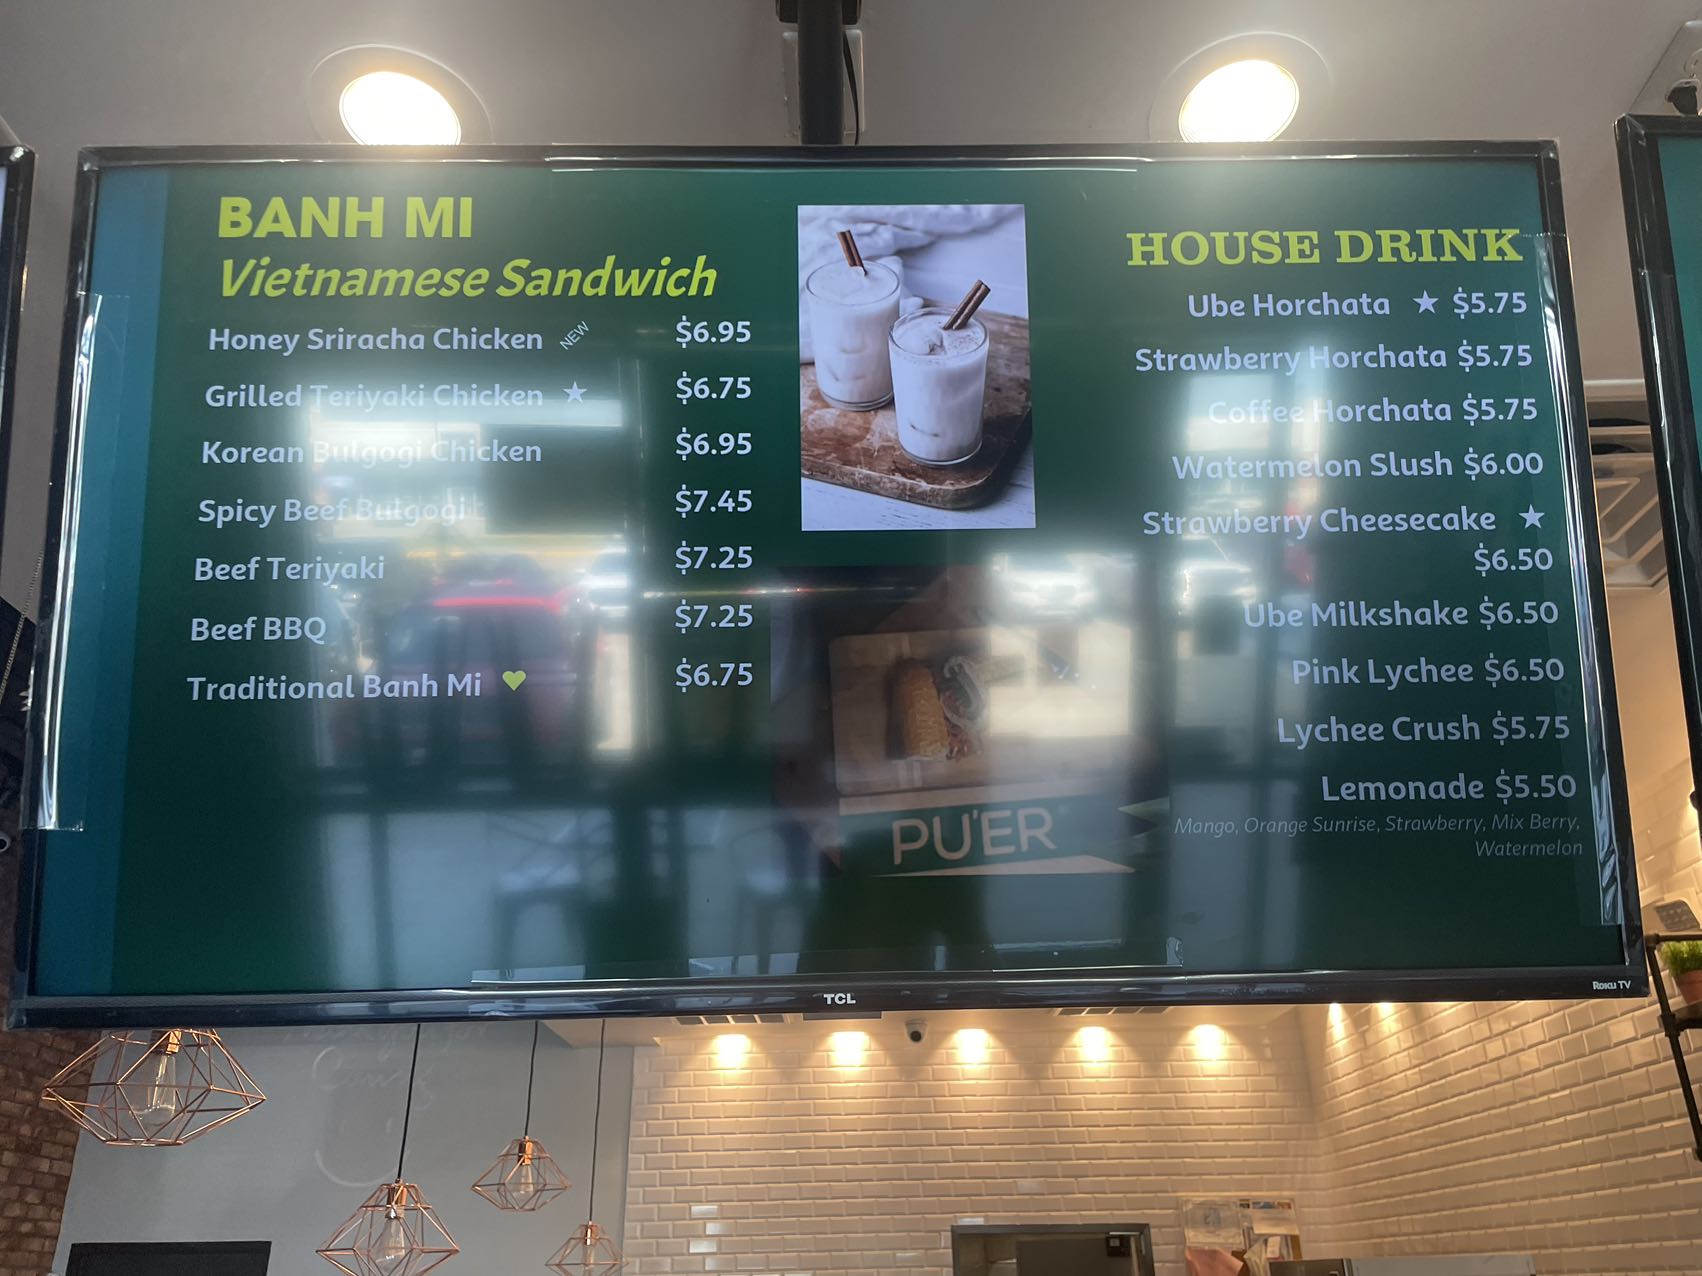 BANH MI
Vietnamese Sandwich
Honey Sriracha Chicken NEW $6.95
Grilled Teriyaki Chicken ★ $6.75
Korean Bulgogi Chicken $6.95
Spicy Beef Bulgogi $7.45
Beef Teriyaki $7.25
Beef BBQ $7.25
Traditional Banh Mi $6.75
PU'ER
HOUSE DRINK
Ube Horchata ★ $5.75
Strawberry Horchata $5.75
Coffee Horchata $5.75
Watermelon Slush $6.00
Strawberry Cheesecake ★
$6.50
Ube Milkshake $6.50
Pink Lychee $6.50
Lychee Crush $5.75
Lemonade $5.50
Mango, Orange Sunrise, Strawberry, Mix Berry,
Watermelon
TCL
Roku TV